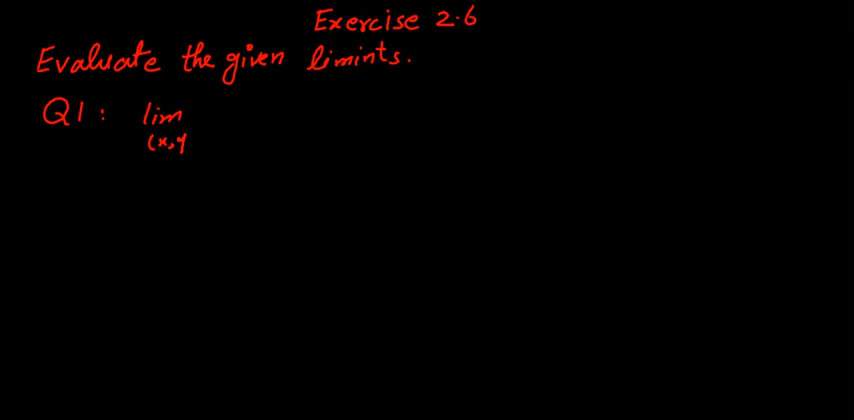 Exercise 2.6
Evaluate the given limints.
Q1: lim
(x,y